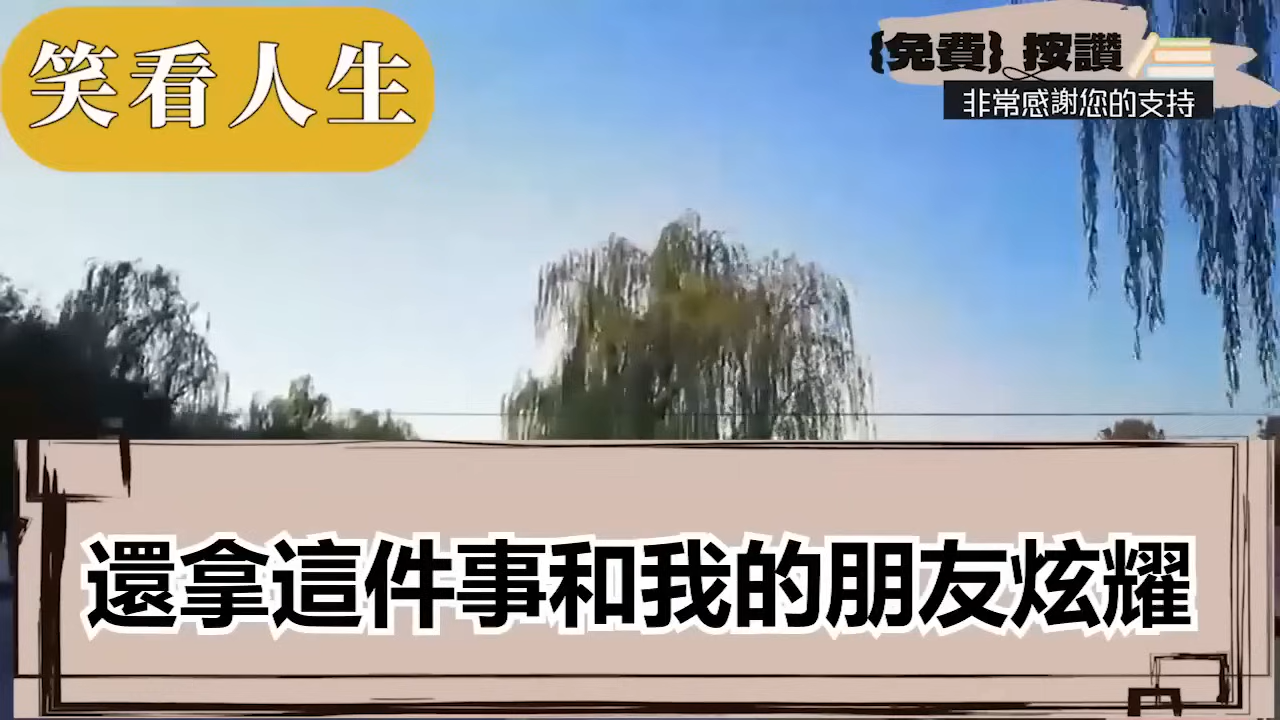 笑看人生
{免費} 按讚
非常感謝您的支持
還拿這件事和我的朋友炫耀